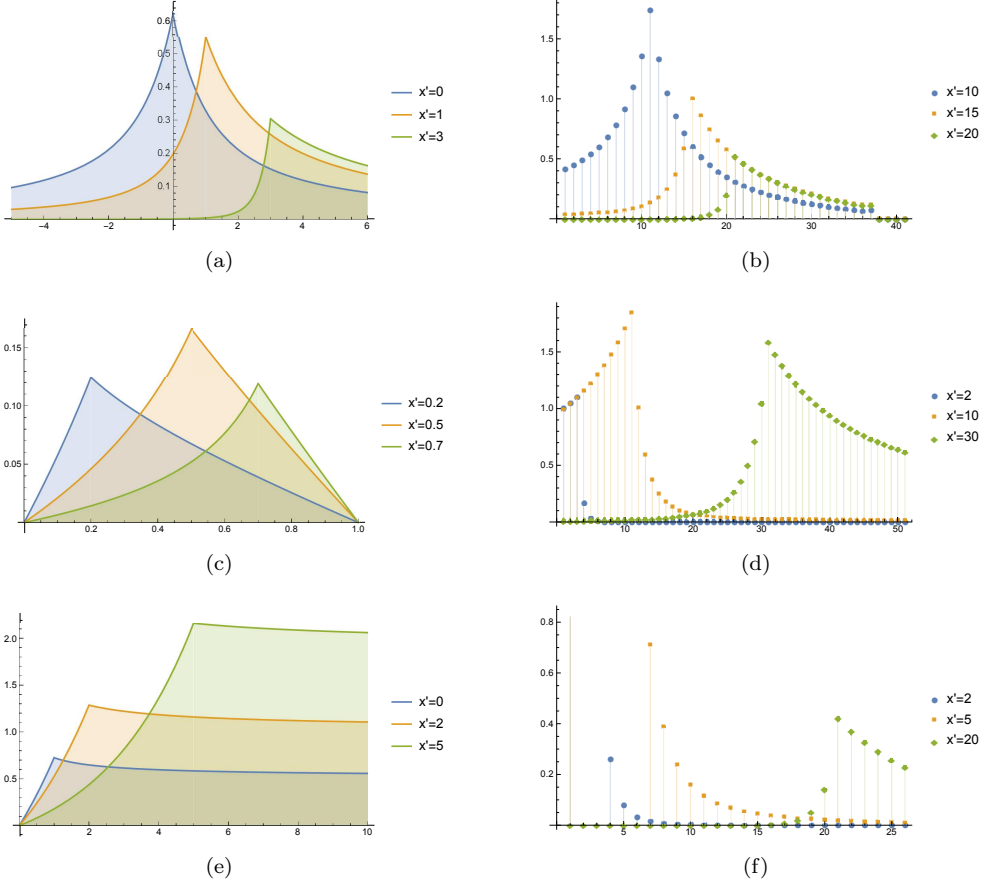 0.6
0.5
0.4
0.3
0.2
0.1
−4 −2 0 2 4 6
x'=0
x'=1
x'=3
(a)
1.5
1.0
0.5
10 20 30 40
x'=10
x'=15
x'=20
(b)
0.15
0.10
0.05
0.2 0.4 0.6 0.8 1.0
x'=0.2
x'=0.5
x'=0.7
(c)
1.5
1.0
0.5
10 20 30 40 50
x'=2
x'=10
x'=30
(d)
2.0
1.5
1.0
0.5
2 4 6 8 10
x'=0
x'=2
x'=5
(e)
0.8
0.6
0.4
0.2
5 10 15 20 25
x'=2
x'=5
x'=20
(f)